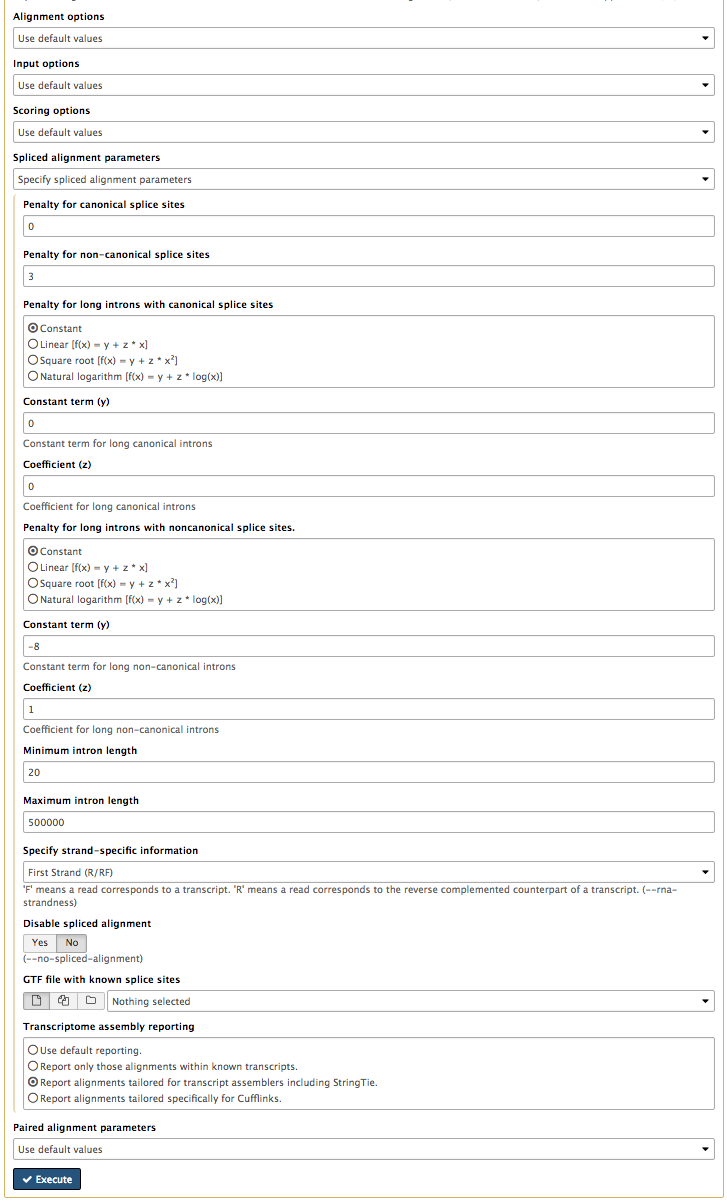 Alignment options
Use default values
Input options
Use default values
Scoring options
Use default values
Spliced alignment parameters
Specify spliced alignment parameters
Penalty for canonical splice sites
0
Penalty for non-canonical splice sites
3
Penalty for long introns with canonical splice sites
Constant
Linear [f(x) = y + z * x]
Square root [f(x) = y + z * x²]
Natural logarithm [f(x) = y + z * log(x)]
Constant term (y)
0
Constant term for long canonical introns
Coefficient (z)
0
Coefficient for long canonical introns
Penalty for long introns with noncanonical splice sites.
Constant
Linear [f(x) = y + z * x]
Square root [f(x) = y + z * x²]
Natural logarithm [f(x) = y + z * log(x)]
Constant term (y)
-8
Constant term for long non-canonical introns
Coefficient (z)
1
Coefficient for long non-canonical introns
Minimum intron length
20
Maximum intron length
500000
Specify strand-specific information
First Strand (R/RF)
'F' means a read corresponds to a transcript. 'R' means a read corresponds to the reverse complemented counterpart of a transcript. (--rna-
strandness)
Disable spliced alignment
Yes No
(--no-spliced-alignment)
GTF file with known splice sites
Nothing selected
Transcriptome assembly reporting
Use default reporting.
Report only those alignments within known transcripts.
Report alignments tailored for transcript assemblers including StringTie.
Report alignments tailored specifically for Cufflinks.
Paired alignment parameters
Use default values
Execute